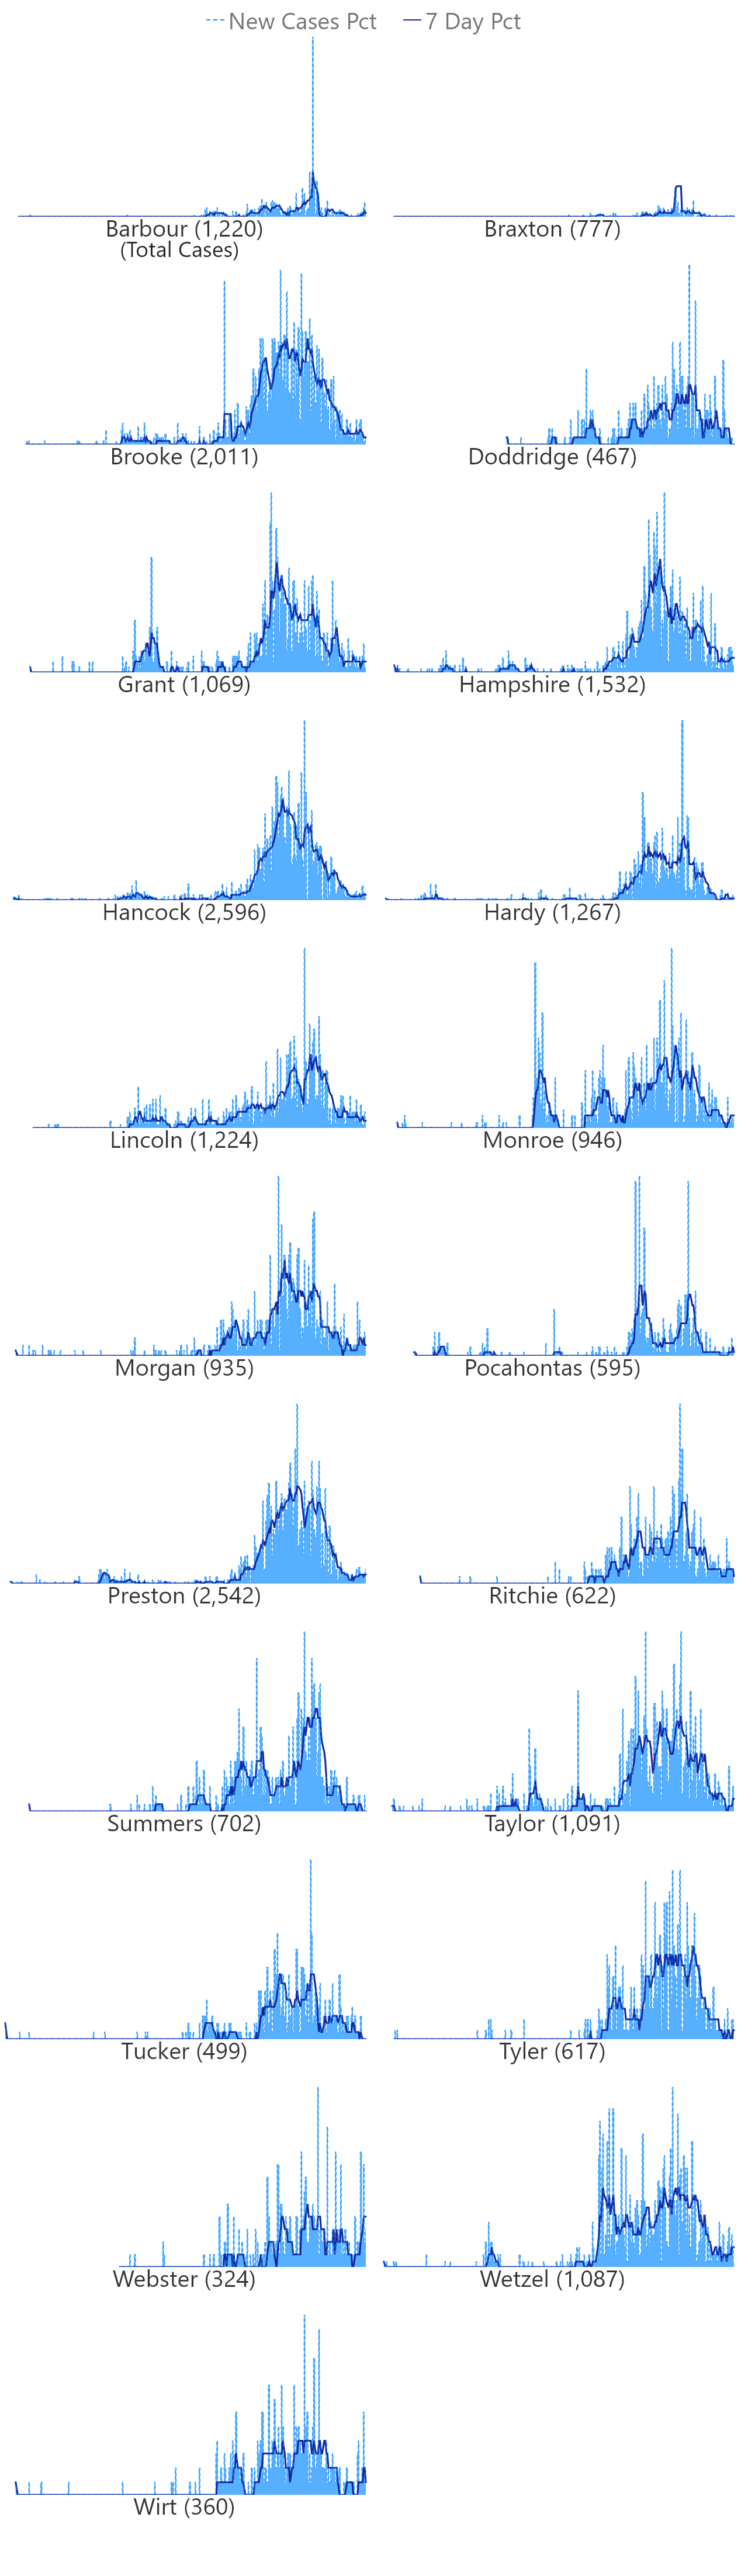 New Cases Pct 7 Day Pct
Barbour (1,220) Braxton (777)
(Total Cases)
Brooke (2,011) Doddridge (467)
Grant (1,069) Hampshire (1,532)
Hancock (2,596) Hardy (1,267)
Lincoln (1,224) Monroe (946)
Morgan (935) Pocahontas (595)
Preston (2,542) Ritchie (622)
Summers (702) Taylor (1,091)
Tucker (499) Tyler (617)
Webster (324) Wetzel (1,087)
Wirt (360)